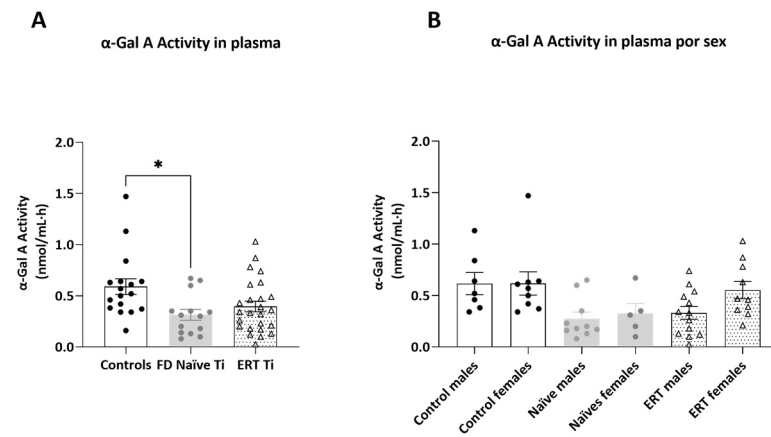 A
α-Gal A Activity in plasma
2.0
1.5
1.0
0.5
0.0
α-Gal A Activity
(nmol/mL·h)
*
Controls FD Naïve Ti ERT Ti
B
α-Gal A Activity in plasma por sex
2.0
1.5
1.0
0.5
0.0
α-Gal A Activity
(nmol/mL·h)
Control males
Control females
Naïve males
Naïves females
ERT males
ERT females